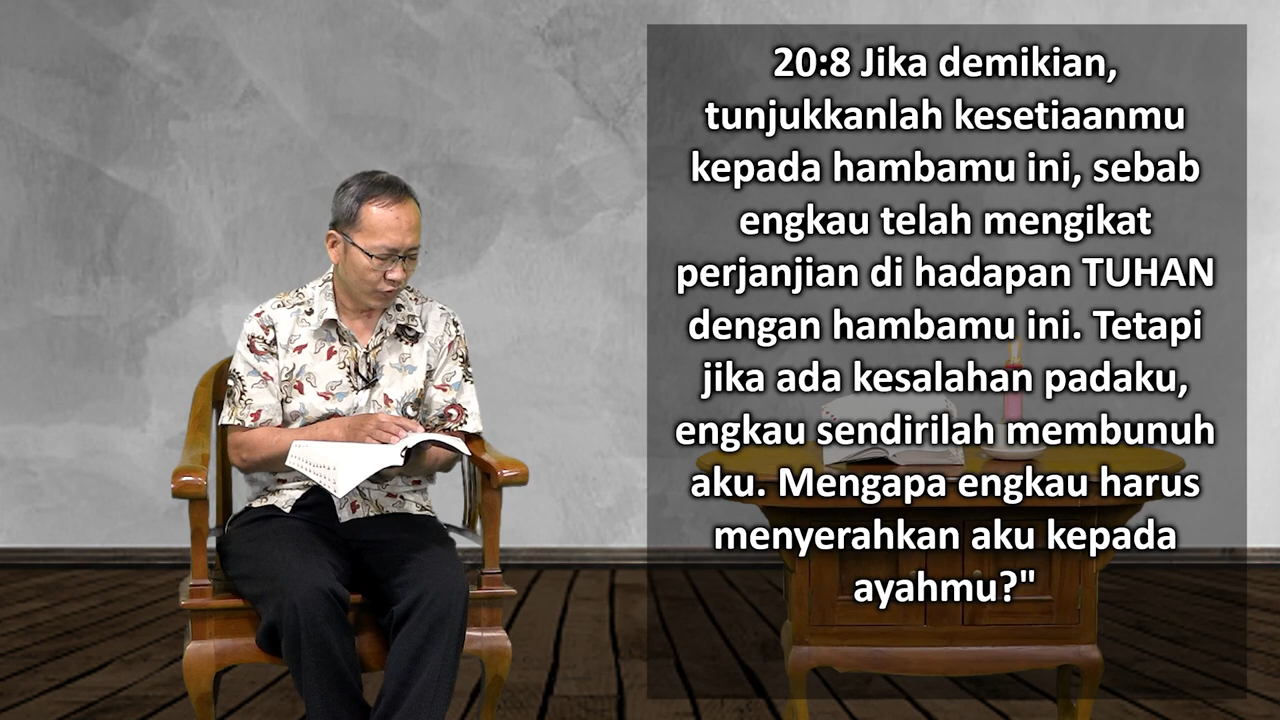 20:8 Jika demikian,
tunjukkanlah kesetiaanmu
kepada hambamu ini, sebab
engkau telah mengikat
perjanjian di hadapan TUHAN
dengan hambamu ini. Tetapi
jika ada kesalahan padaku,
engkau sendirilah membunuh
aku. Mengapa engkau harus
menyerahkan aku kepada
ayahmu?"